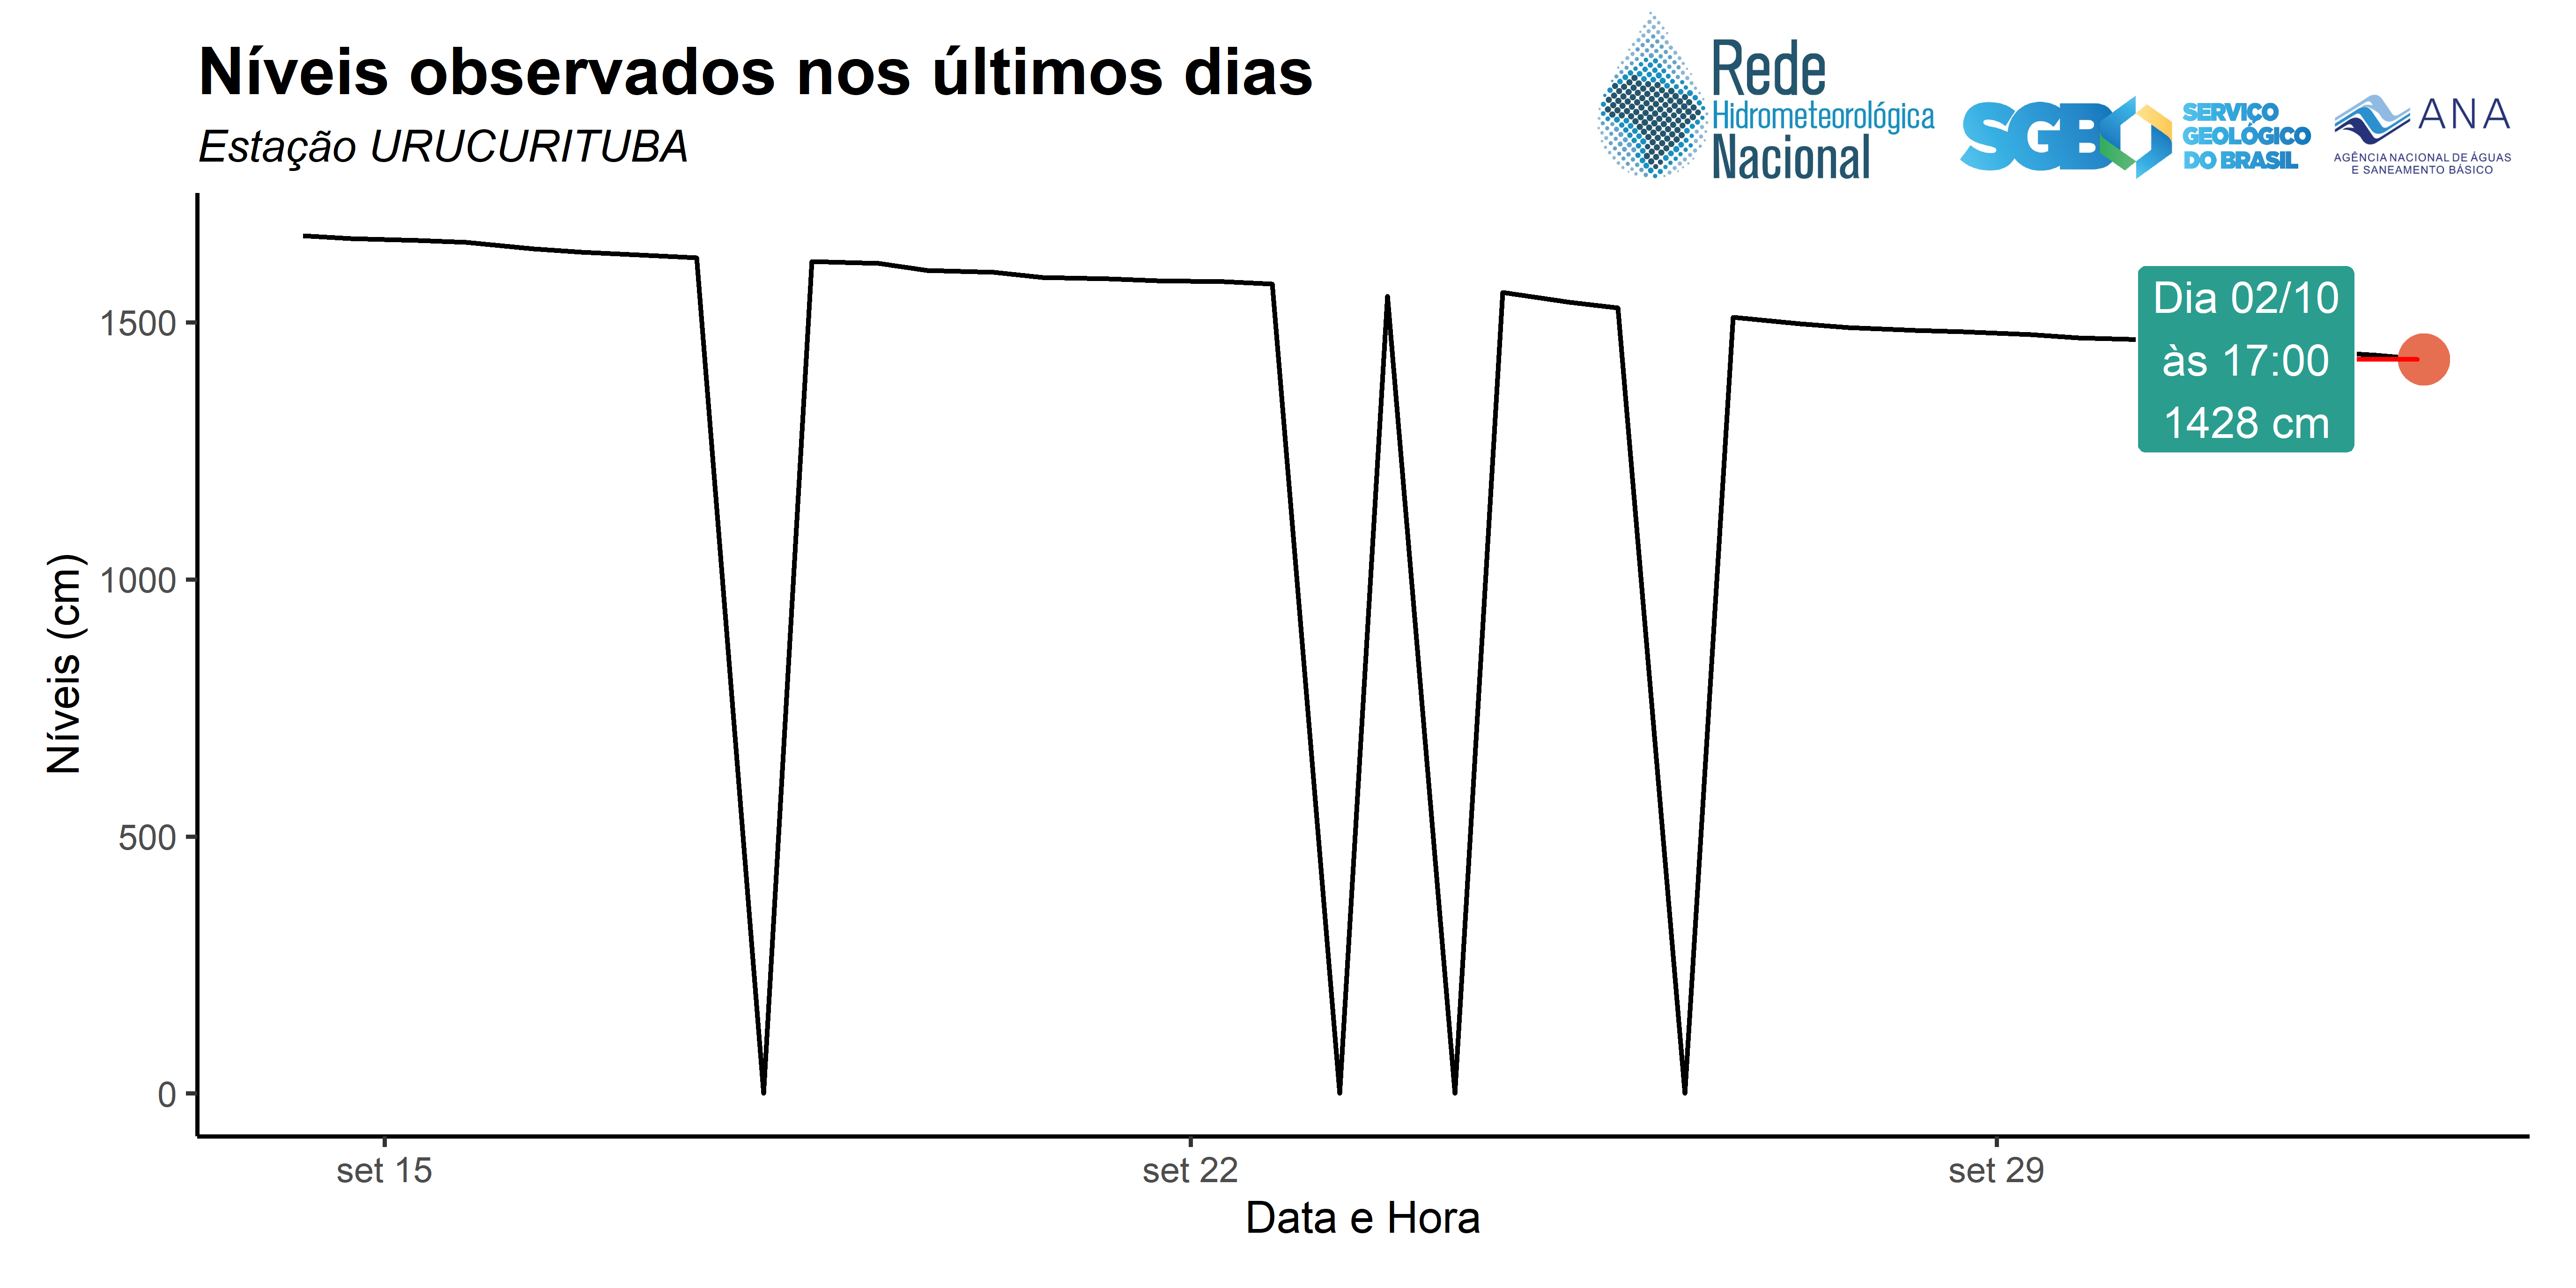 Níveis observados nos últimos dias
Estação URUCURITUBA
Rede
Hidrometeorológica
Nacional
SGB
SERVIÇO
GEOLÓGICO
DO BRASIL
ANA
AGÊNCIA NACIONAL DE ÁGUAS
E SANEAMENTO BÁSICO
Níveis (cm)
1500
1000
500
0
Dia 02/10
às 17:00
1428 cm
set 15
set 22
set 29
Data e Hora